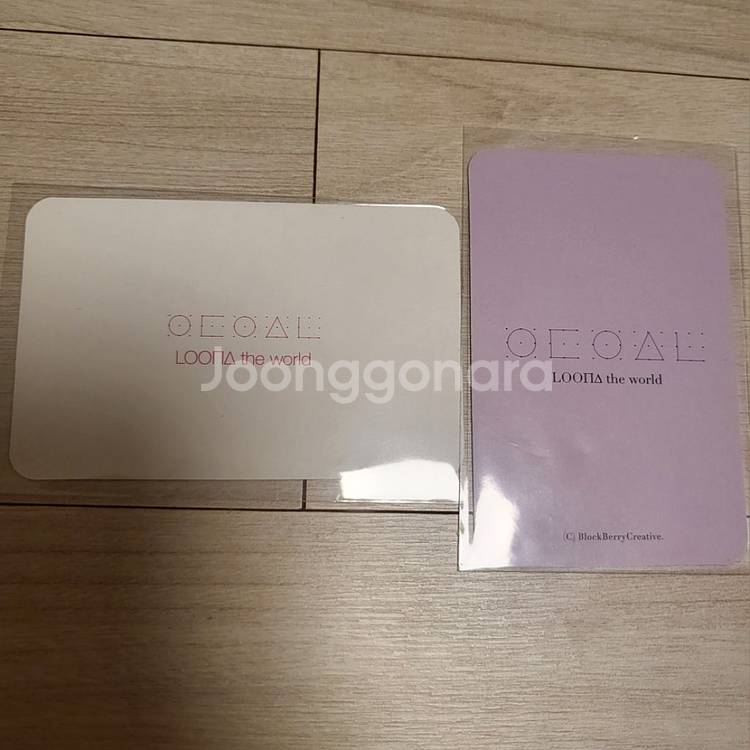 LOOΠΔ the world
LOOΠΔ the world
(C) BlockBerryCreative.
Joonggonara